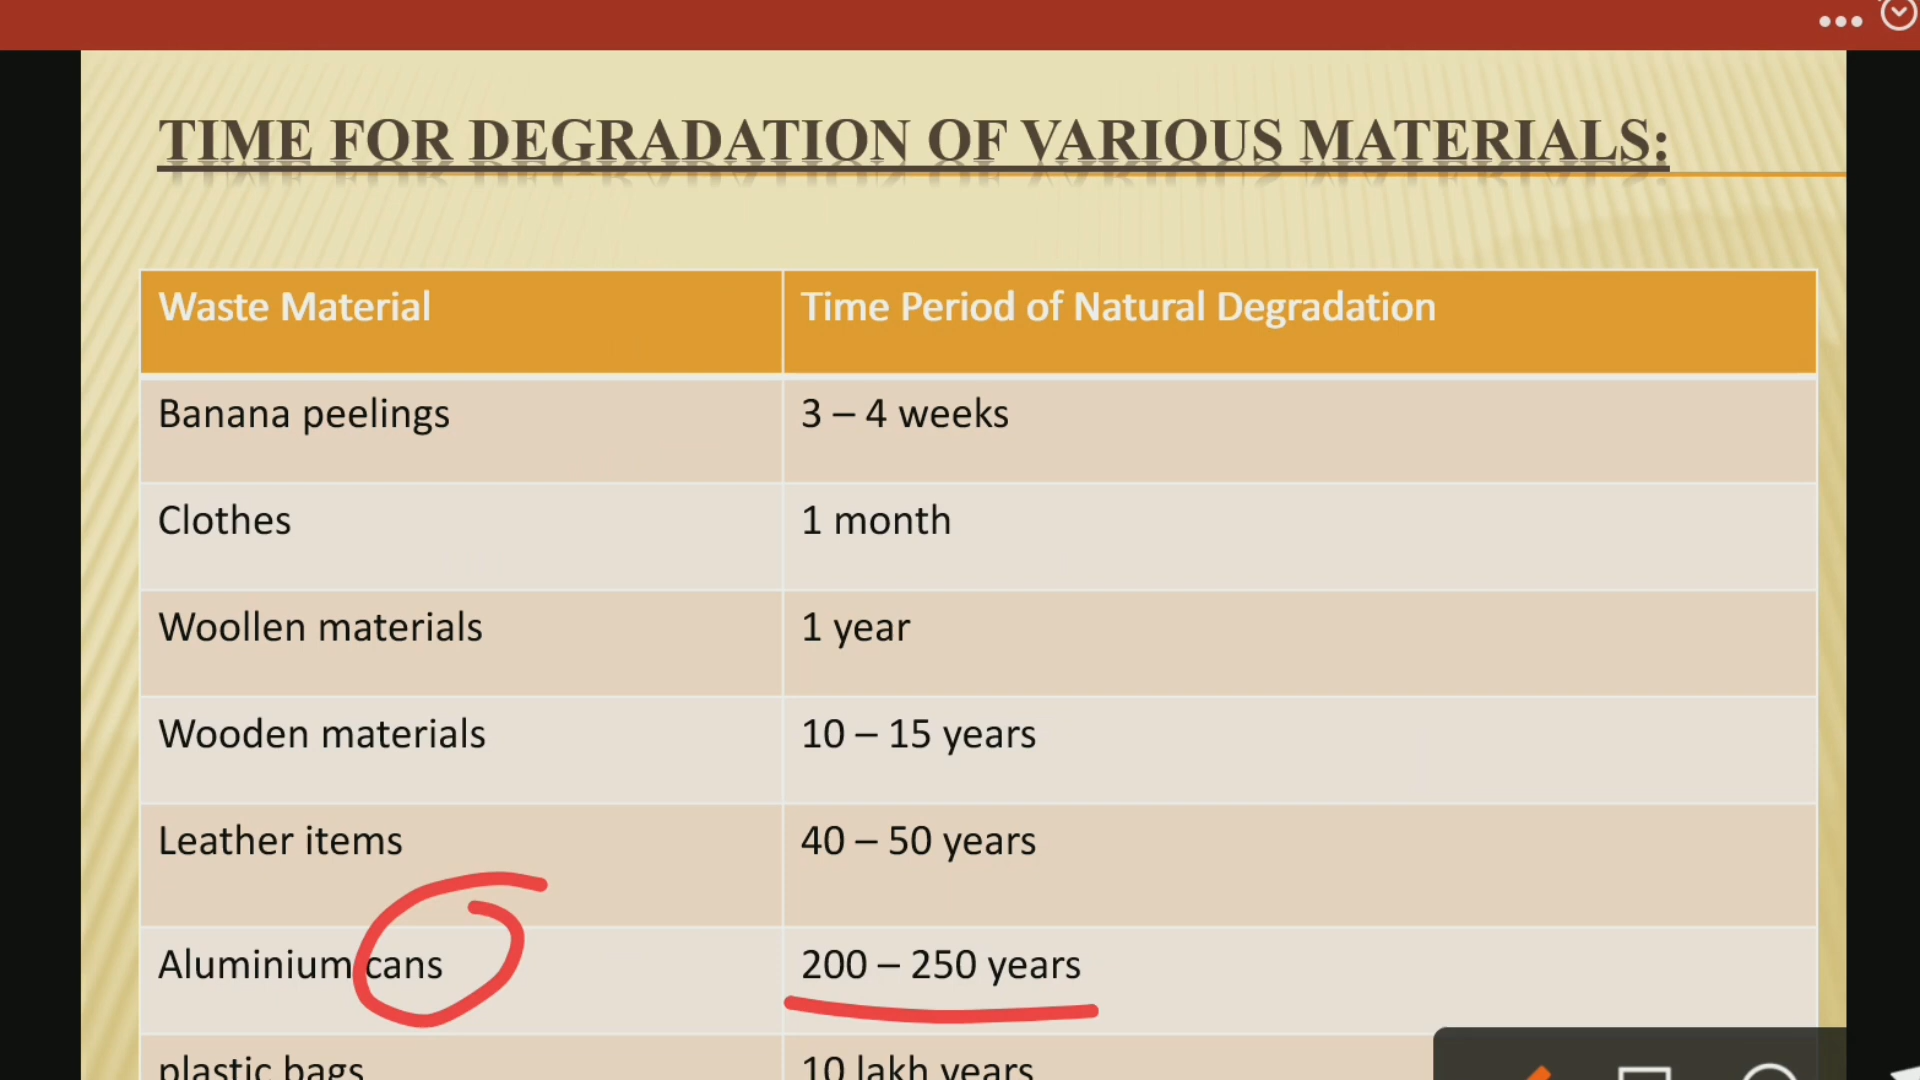 TIME FOR DEGRADATION OF VARIOUS MATERIALS:
Waste Material Time Period of Natural Degradation
Banana peelings 3 – 4 weeks
Clothes 1 month
Woollen materials 1 year
Wooden materials 10 – 15 years
Leather items 40 – 50 years
Aluminium cans 200 – 250 years
plastic bags 10 lakh years